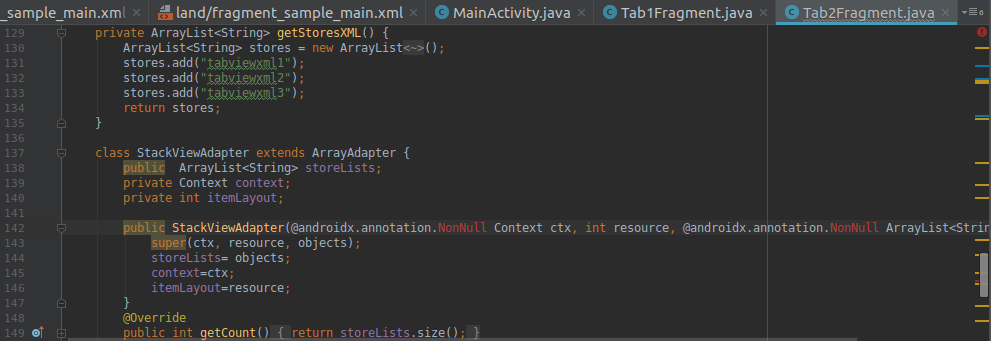 _sample_main.xml × land/fragment_sample_main.xml × MainActivity.java × Tab1Fragment.java × Tab2Fragment.java × 8
129 private ArrayList<String> getStoresXML() {
130 ArrayList<String> stores = new ArrayList<~>();
131 stores.add("tabviewxml1");
132 stores.add("tabviewxml2");
133 stores.add("tabviewxml3");
134 return stores;
135 }
136
137 class StackViewAdapter extends ArrayAdapter {
138 public ArrayList<String> storeLists;
139 private Context context;
140 private int itemLayout;
141
142 public StackViewAdapter(@androidx.annotation.NonNull Context ctx, int resource, @androidx.annotation.NonNull ArrayList<Strin
143 super(ctx, resource, objects);
144 storeLists= objects;
145 context=ctx;
146 itemLayout=resource;
147 }
148 @Override
149 public int getCount() { return storeLists.size(); }